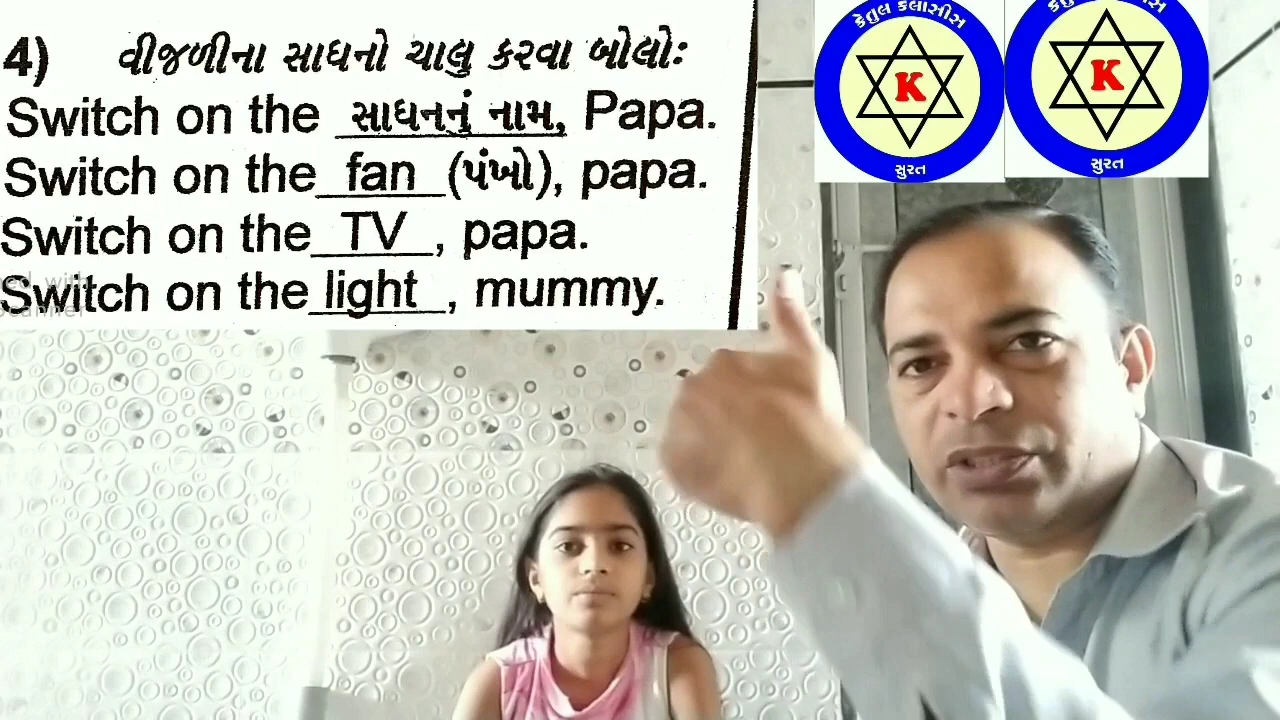 4) વીજળીના સાધનો ચાલુ કરવા બોલો:
Switch on the સાધનનું નામ, Papa.
Switch on the fan (પંખો), papa.
Switch on the TV, papa.
Switch on the light, mummy.
કેતુલ કલાસીસ
K
સુરત
K
સુરત